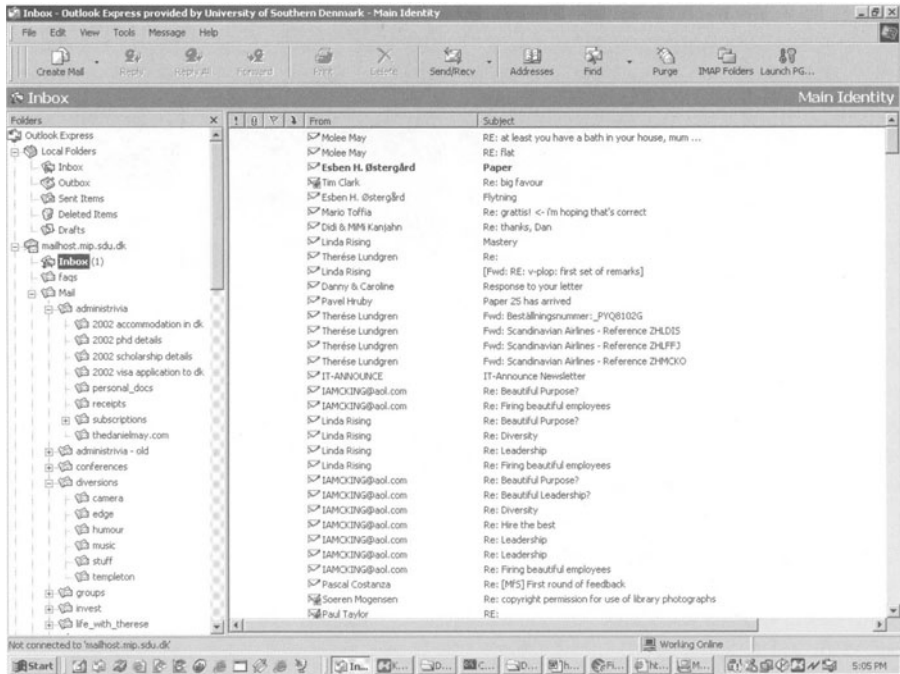 Inbox - Outlook Express provided by University of Southern Denmark - Main Identity
File Edit View Tools Message Help
Create Mail Reply Reply All Forward Print Delete Send/Recv Addresses Find Purge IMAP Folders Launch PG...
Inbox Main Identity
Folders
Outlook Express
Local Folders
Inbox
Outbox
Sent Items
Deleted Items
Drafts
mailhost.mip.sdu.dk
Inbox (1)
faqs
Mail
administrivia
2002 accommodation in dk
2002 phd details
2002 scholarship details
2002 visa application to dk
personal_docs
receipts
subscriptions
thedanielmay.com
administrivia - old
conferences
diversions
camera
edge
humour
music
stuff
templeton
groups
invest
life_with_therese
From Subject
Molee May RE: at least you have a bath in your house, mum ...
Molee May RE: flat
Esben H. Østergård Paper
Tim Clark Re: big favour
Esben H. Østergård Flytning
Mario Toffia Re: grattis! <- i'm hoping that's correct
Didi & MiMi Kanjahn Re: thanks, Dan
Linda Rising Mastery
Therése Lundgren Re:
Linda Rising [Fwd: RE: v-plop: first set of remarks]
Danny & Caroline Response to your letter
Pavel Hruby Paper 25 has arrived
Therése Lundgren Fwd: Beställningsnummer:_PYQ8102G
Therése Lundgren Fwd: Scandinavian Airlines - Reference ZHLDIS
Therése Lundgren Fwd: Scandinavian Airlines - Reference ZHLFFJ
Therése Lundgren Fwd: Scandinavian Airlines - Reference ZHMCKO
IT-ANNOUNCE IT-Announce Newsletter
IAMCKING@aol.com Re: Beautiful Purpose?
IAMCKING@aol.com Re: Firing beautiful employees
Linda Rising Re: Beautiful Purpose?
Linda Rising Re: Diversity
Linda Rising Re: Leadership
Linda Rising Re: Firing beautiful employees
IAMCKING@aol.com Re: Beautiful Purpose?
IAMCKING@aol.com Re: Beautiful Leadership?
IAMCKING@aol.com Re: Diversity
IAMCKING@aol.com Re: Hire the best
IAMCKING@aol.com Re: Leadership
IAMCKING@aol.com Re: Leadership
IAMCKING@aol.com Re: Firing beautiful employees
Pascal Costanza Re: [MfS] First round of feedback
Soeren Mogensen Re: copyright permission for use of library photographs
Paul Taylor RE:
Not connected to 'mailhost.mip.sdu.dk' Working Online
Start In... K... D... C... D... h... Fi... ht... M... 5:05 PM